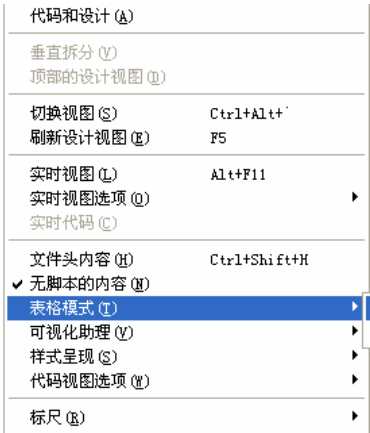 代码和设计(A)
垂直拆分(V)
顶部的设计视图(D)
切换视图(S) Ctrl+Alt+`
刷新设计视图(E) F5
实时视图(L) Alt+F11
实时视图选项(O)
实时代码(C)
文件头内容(H) Ctrl+Shift+H
无脚本的内容(N)
表格模式(T)
可视化助理(V)
样式呈现(S)
代码视图选项(W)
标尺(R)